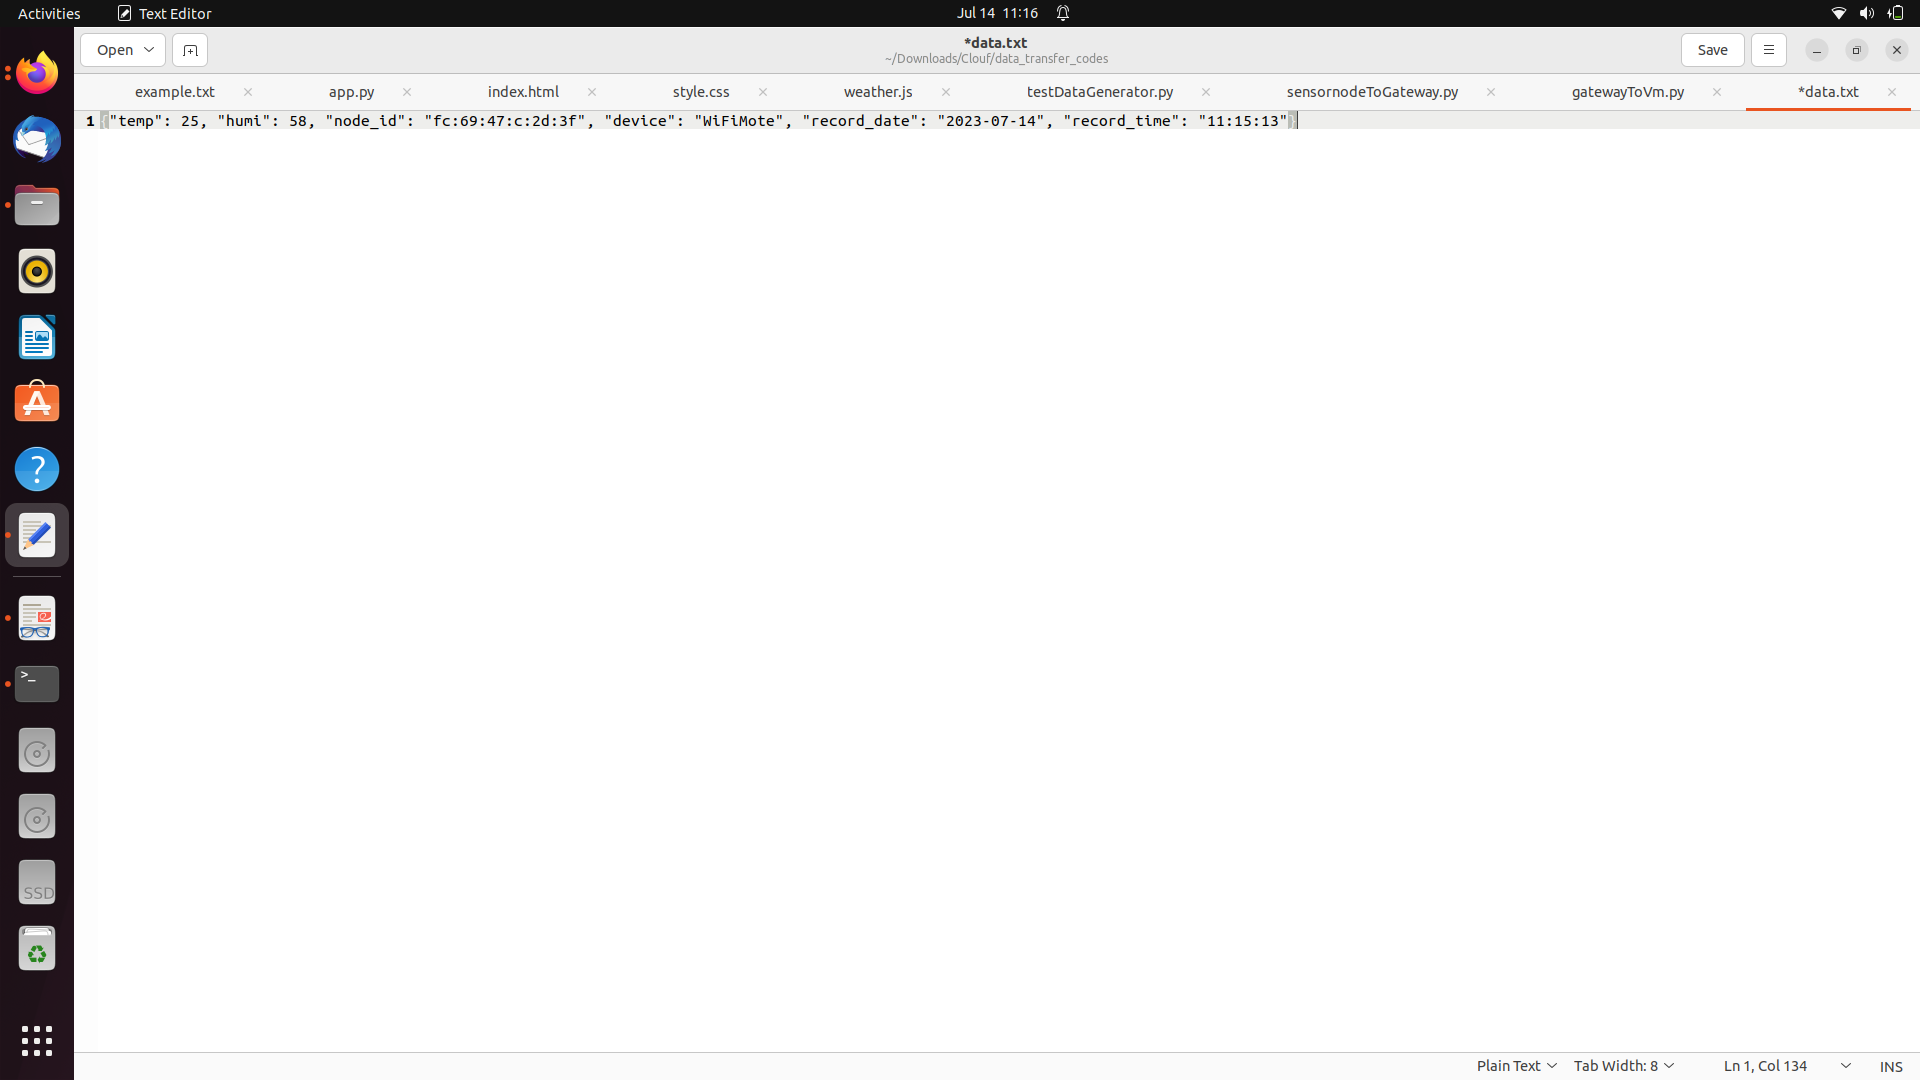 Activities Text Editor Jul 14 11:16
Open *data.txt Save
~/Downloads/Clouf/data_transfer_codes
example.txt app.py index.html style.css weather.js testDataGenerator.py sensornodeToGateway.py gatewayToVm.py *data.txt
1 {"temp": 25, "humi": 58, "node_id": "fc:69:47:c:2d:3f", "device": "WiFiMote", "record_date": "2023-07-14", "record_time": "11:15:13"}
>_
SSD
Plain Text Tab Width: 8 Ln 1, Col 134 INS